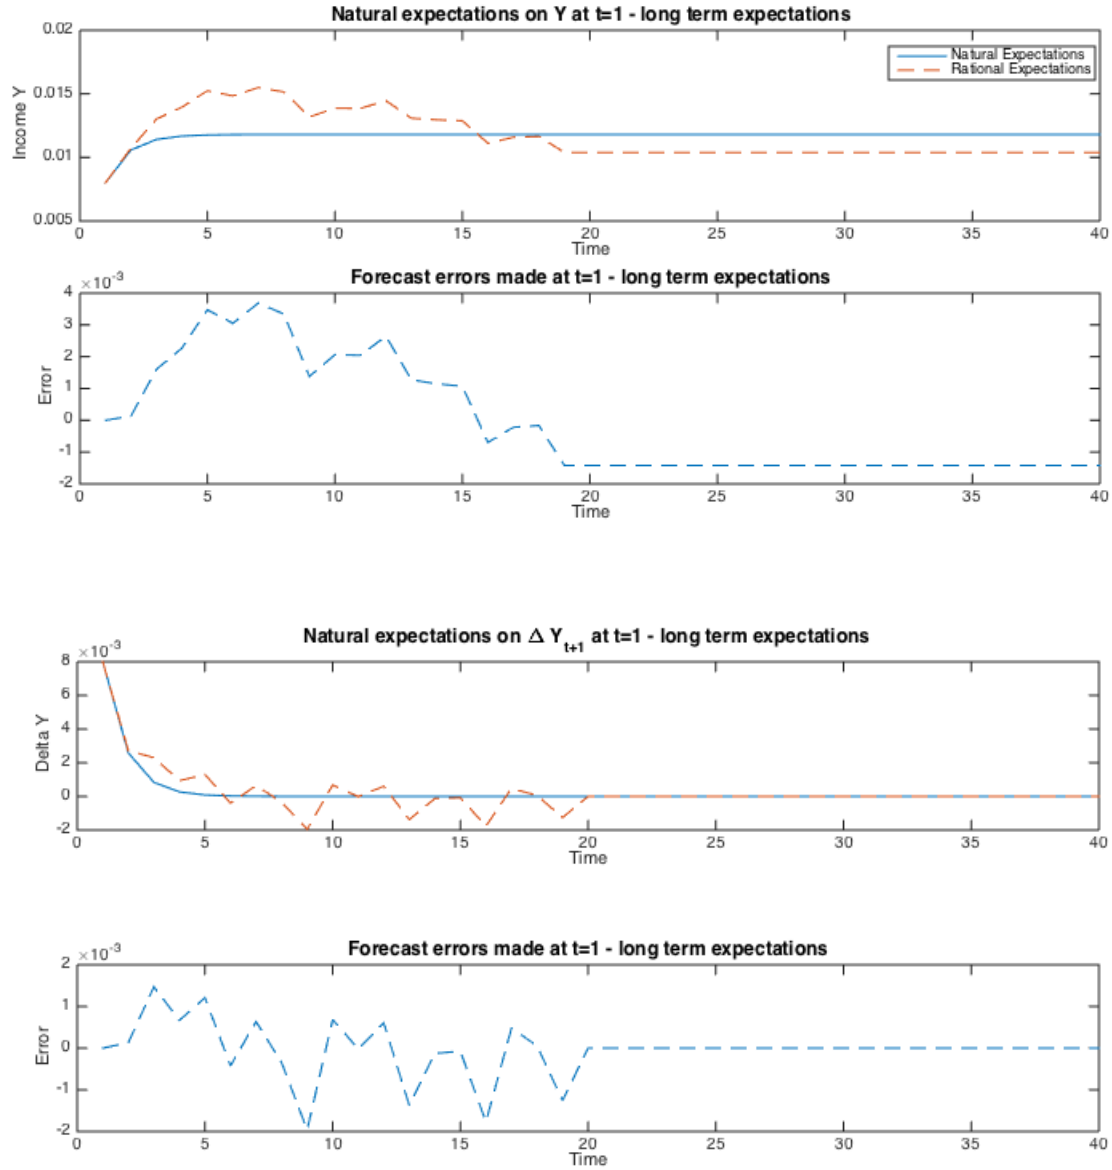 Natural expectations on Y at t=1 - long term expectations
0.02
0.015
0.01
0.005
Income Y
Natural Expectations
Rational Expectations
0 5 10 15 20 25 30 35 40
Time
Forecast errors made at t=1 - long term expectations
×10⁻³
4
3
2
1
0
-1
-2
Error
0 5 10 15 20 25 30 35 40
Time
Natural expectations on Δ Yₜ₊₁ at t=1 - long term expectations
×10⁻³
8
6
4
2
0
-2
Delta Y
0 5 10 15 20 25 30 35 40
Time
Forecast errors made at t=1 - long term expectations
×10⁻³
2
1
0
-1
-2
Error
0 5 10 15 20 25 30 35 40
Time